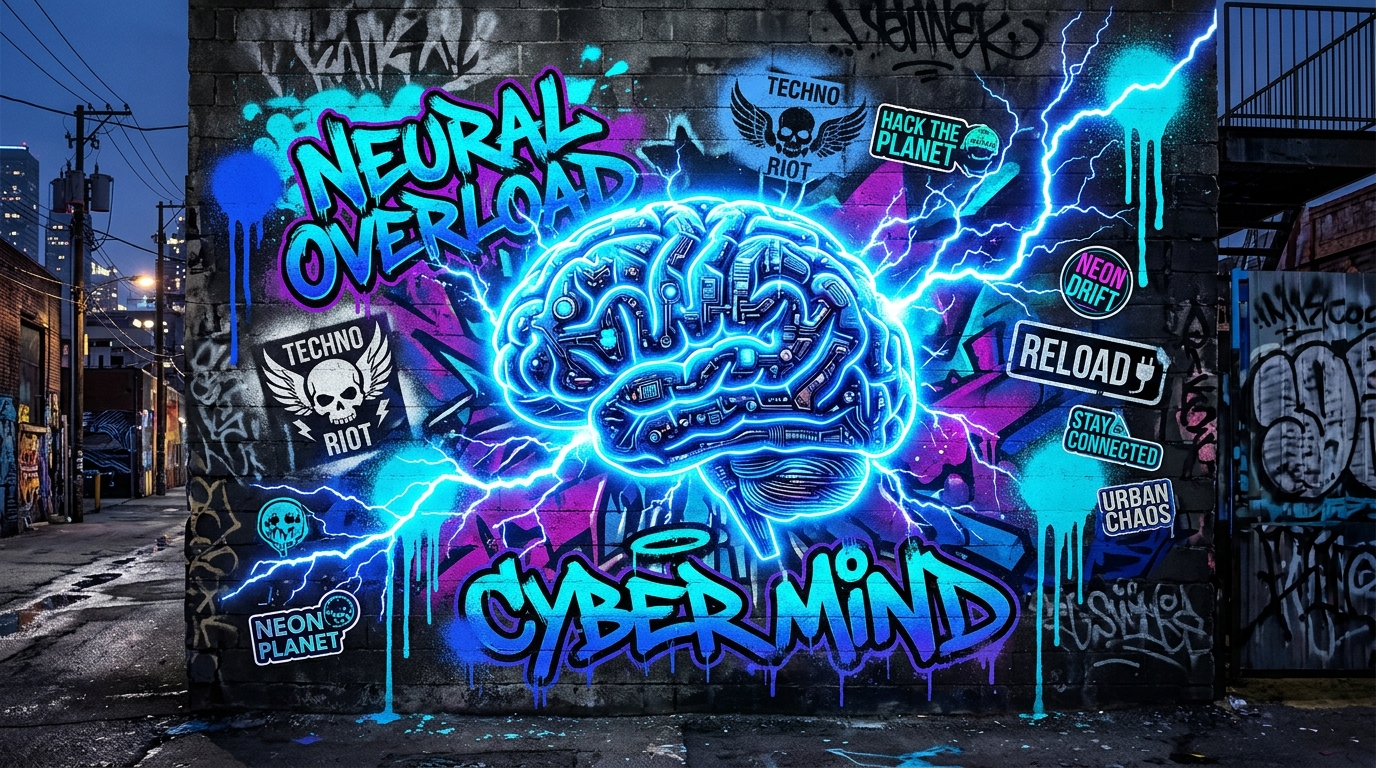 NEURAL
OVERLOAD
TECHNO
RIOT
HACK THE
PLANET
NEON
DRIFT
TECHNO
RIOT
RELOAD
STAY
CONNECTED
URBAN
CHAOS
CYBER MIND
NEON
PLANET